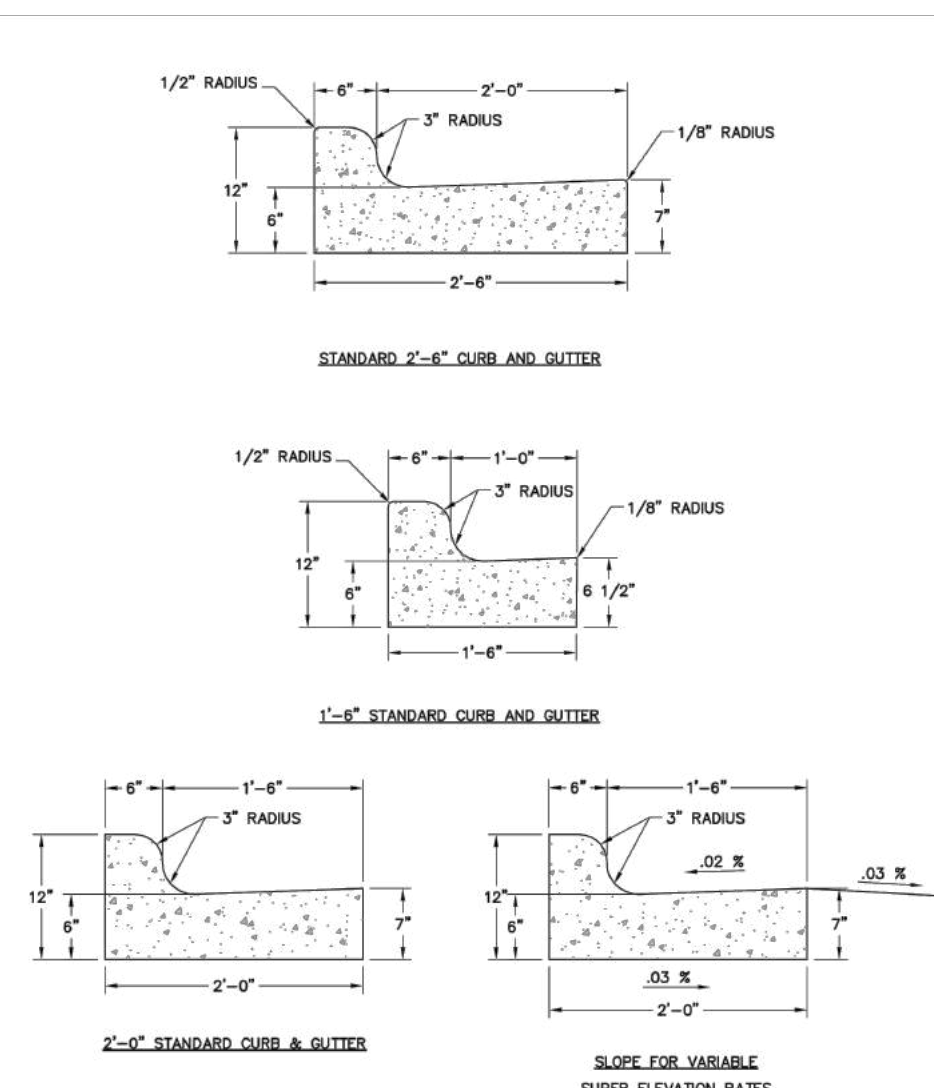 1/2" RADIUS
6"
2'-0"
3" RADIUS
1/8" RADIUS
12"
6"
7"
2'-6"
STANDARD 2'-6" CURB AND GUTTER
1/2" RADIUS
6"
1'-0"
3" RADIUS
1/8" RADIUS
12"
6"
6 1/2"
1'-6"
1'-6" STANDARD CURB AND GUTTER
6"
1'-6"
3" RADIUS
12"
6"
7"
2'-0"
2'-0" STANDARD CURB & GUTTER
6"
1'-6"
3" RADIUS
.02 %
.03 %
12"
6"
7"
.03 %
2'-0"
SLOPE FOR VARIABLE
SUPER ELEVATION RATES